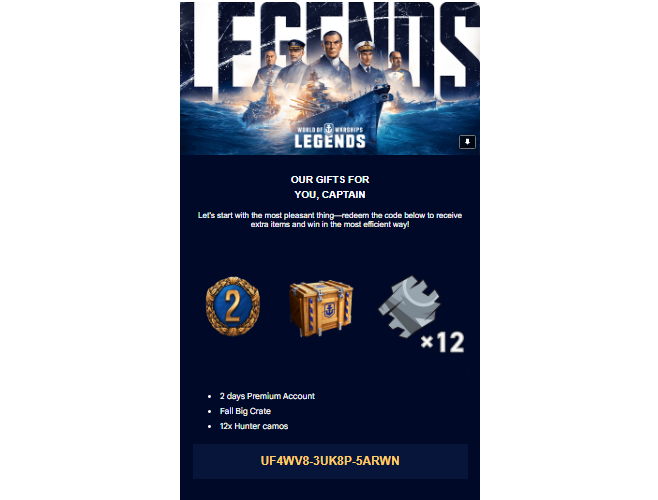 LEGENDS
WORLD OF WARSHIPS
LEGENDS
OUR GIFTS FOR
YOU, CAPTAIN
Let's start with the most pleasant thing—redeem the code below to receive
extra items and win in the most efficient way!
2
×12
2 days Premium Account
Fall Big Crate
12x Hunter camos
UF4WV8-3UK8P-5ARWN